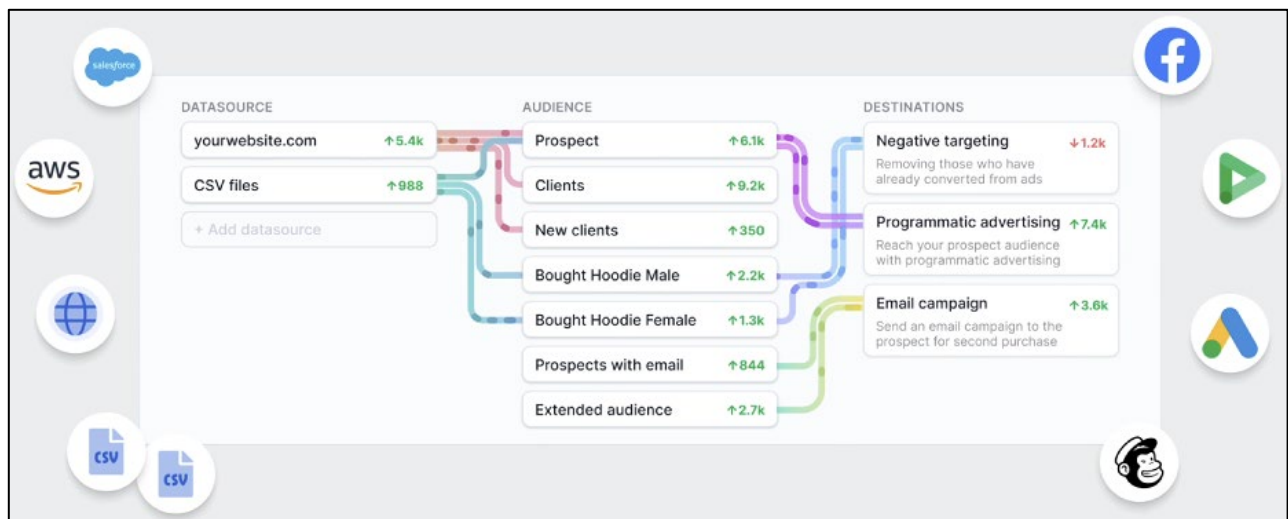 salesforce
aws
CSV
CSV
DATASOURCE
yourwebsite.com ↑5.4k
CSV files ↑988
+ Add datasource
AUDIENCE
Prospect ↑6.1k
Clients ↑9.2k
New clients ↑350
Bought Hoodie Male ↑2.2k
Bought Hoodie Female ↑1.3k
Prospects with email ↑844
Extended audience ↑2.7k
DESTINATIONS
Negative targeting ↓1.2k
Removing those who have
already converted from ads
Programmatic advertising ↑7.4k
Reach your prospect audience
with programmatic advertising
Email campaign ↑3.6k
Send an email campaign to the
prospect for second purchase